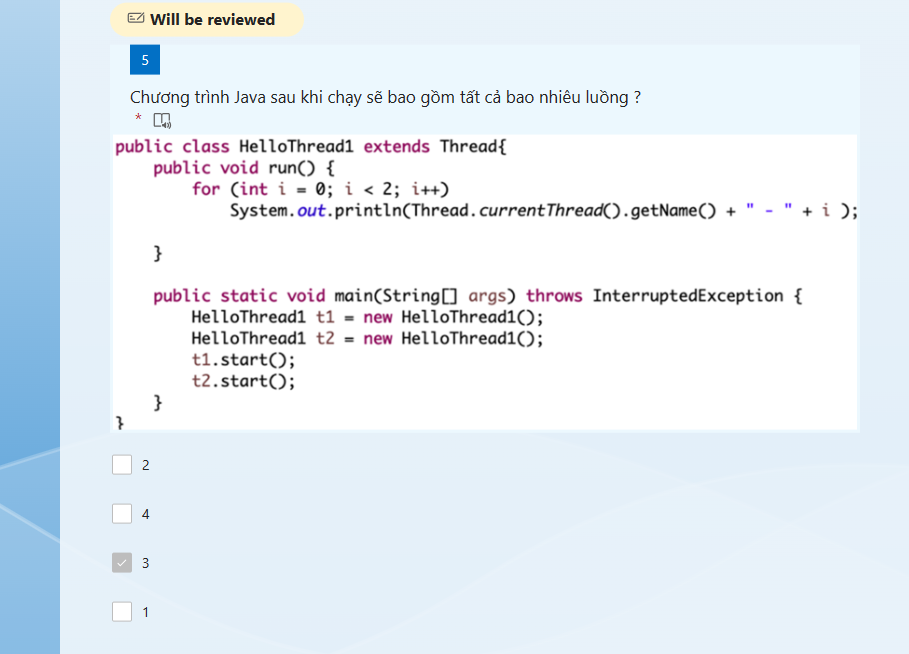 Will be reviewed
5
Chương trình Java sau khi chạy sẽ bao gồm tất cả bao nhiêu luồng ?
*
public class HelloThread1 extends Thread{
    public void run() {
        for (int i = 0; i < 2; i++)
            System.out.println(Thread.currentThread().getName() + " - " + i );
    }
    public static void main(String[] args) throws InterruptedException {
        HelloThread1 t1 = new HelloThread1();
        HelloThread1 t2 = new HelloThread1();
        t1.start();
        t2.start();
    }
}
2
4
3
1